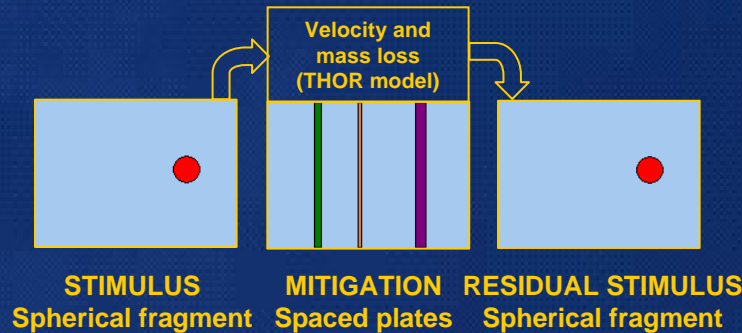 Velocity and
mass loss
(THOR model)
STIMULUS
Spherical fragment
MITIGATION
Spaced plates
RESIDUAL STIMULUS
Spherical fragment